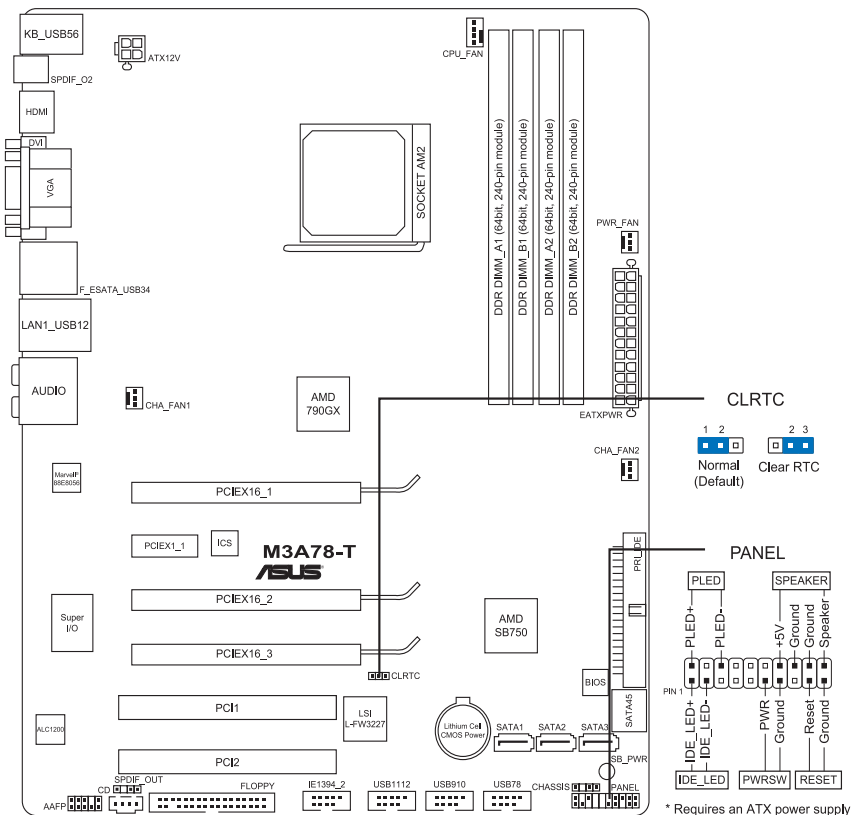 KB_USB56
ATX12V
CPU_FAN
SPDIF_O2
HDMI
DVI
VGA
SOCKET AM2
DDR DIMM_A1 (64bit, 240-pin module)
DDR DIMM_B1 (64bit, 240-pin module)
DDR DIMM_A2 (64bit, 240-pin module)
DDR DIMM_B2 (64bit, 240-pin module)
PWR_FAN
F_ESATA_USB34
LAN1_USB12
AUDIO
CHA_FAN1
AMD
790GX
EATXPWR
CLRTC
1 2
2 3
Normal
(Default)
Clear RTC
CHA_FAN2
Marvell®
88E8056
PCIEX16_1
PCIEX1_1
ICS
M3A78-T
ASUS
PRI_IDE
PANEL
PLED
SPEAKER
PLED+
PLED-
+5V
Ground
Ground
Speaker
PIN 1
IDE_LED+
IDE_LED-
PWR
Ground
Reset
Ground
IDE_LED
PWRSW
RESET
* Requires an ATX power supply
Super
I/O
PCIEX16_2
AMD
SB750
PCIEX16_3
CLRTC
BIOS
SATA45
PCI1
LSI
L-FW3227
Lithium Cell
CMOS Power
SATA1
SATA2
SATA3
ALC1200
PCI2
SB_PWR
SPDIF_OUT
CD
FLOPPY
IE1394_2
USB1112
USB910
USB78
CHASSIS
PANEL
AAFP